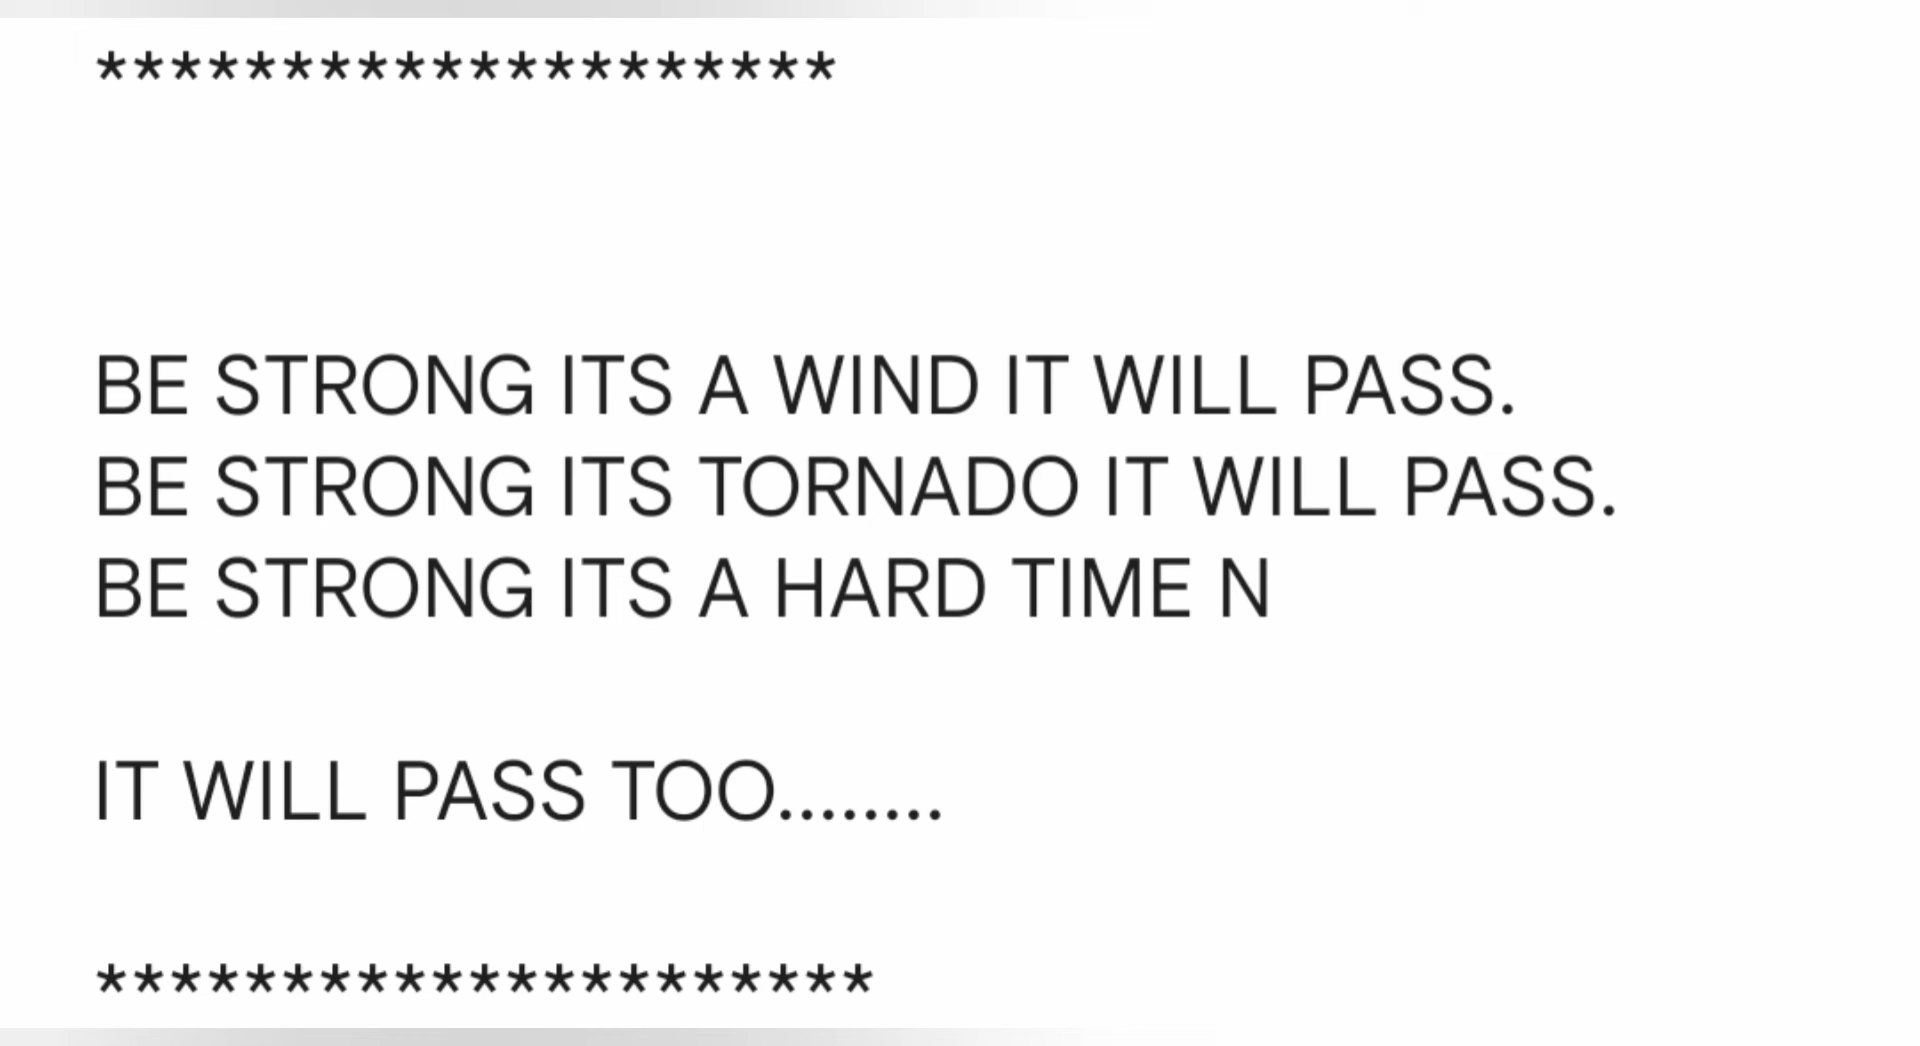 ********************
BE STRONG ITS A WIND IT WILL PASS.
BE STRONG ITS TORNADO IT WILL PASS.
BE STRONG ITS A HARD TIME N
IT WILL PASS TOO........
*********************